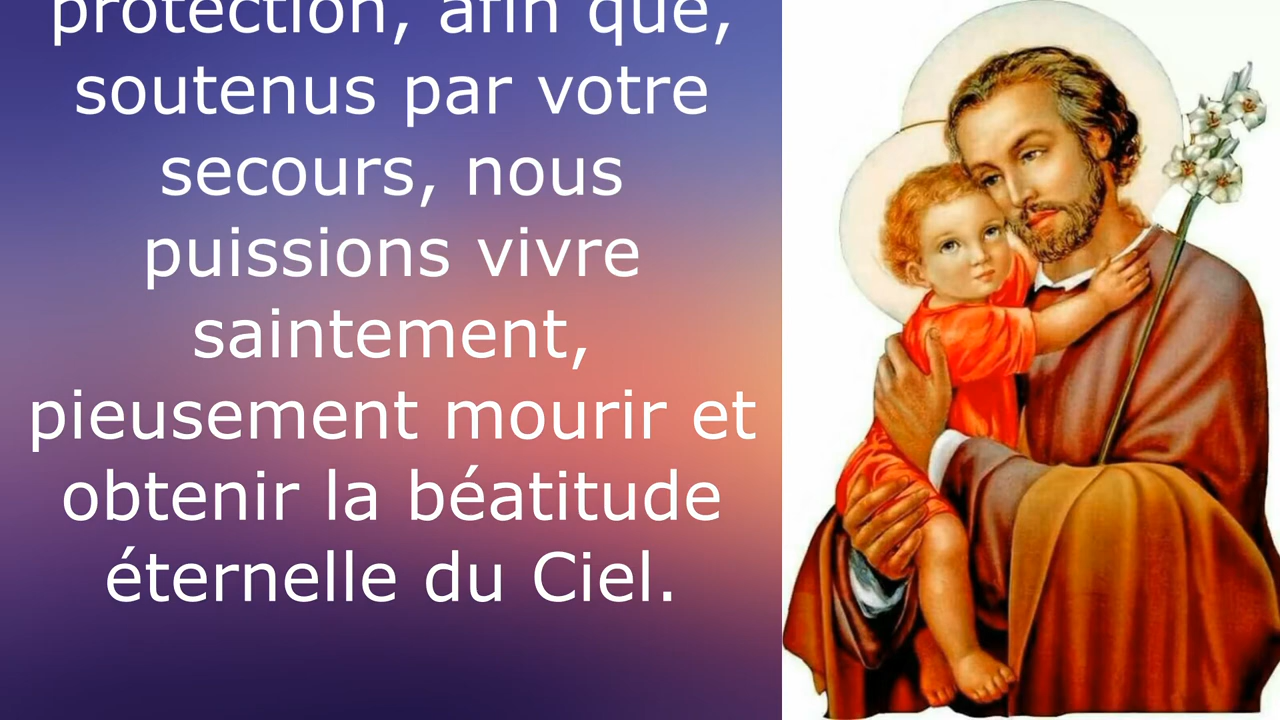 protection, afin que,
soutenus par votre
secours, nous
puissions vivre
saintement,
pieusement mourir et
obtenir la béatitude
éternelle du Ciel.